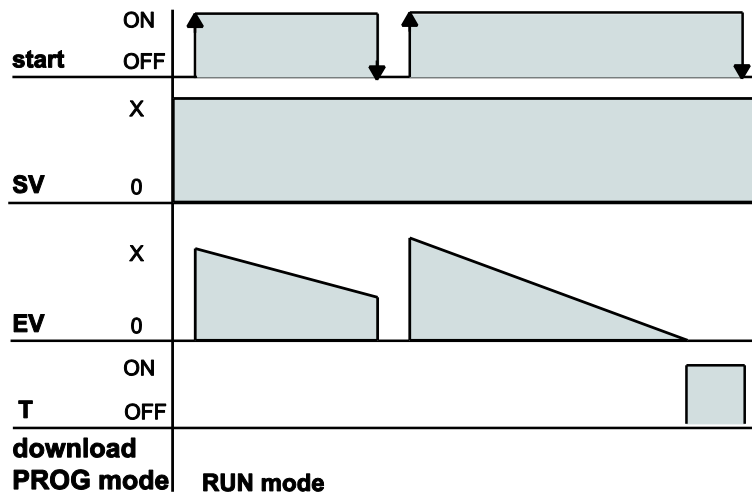 ON
start OFF
X
SV 0
X
EV 0
ON
T OFF
download
PROG mode RUN mode